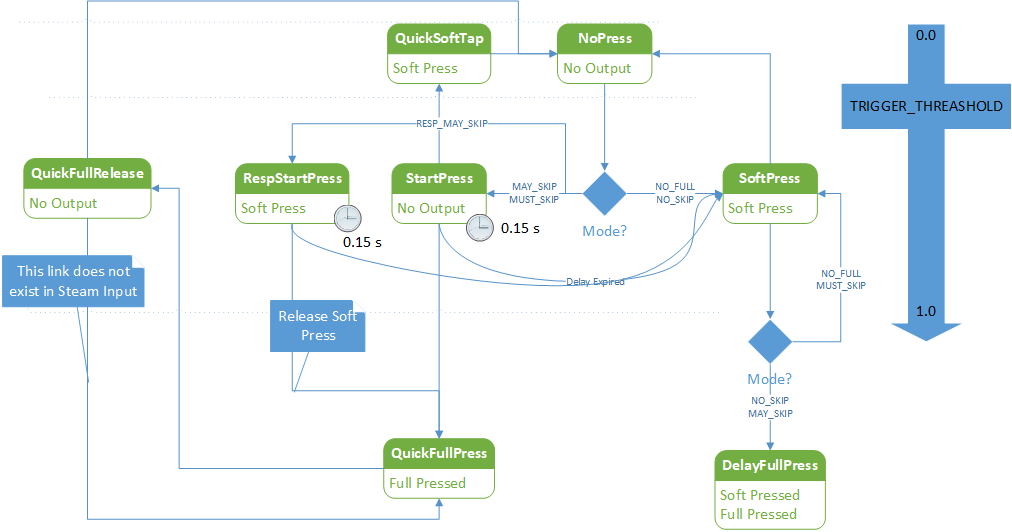 QuickSoftTap
Soft Press
NoPress
No Output
0.0
TRIGGER_THREASHOLD
1.0
RESP_MAY_SKIP
QuickFullRelease
No Output
RespStartPress
Soft Press
0.15 s
StartPress
No Output
0.15 s
MAY_SKIP
MUST_SKIP
Mode?
NO_FULL
NO_SKIP
SoftPress
Soft Press
This link does not
exist in Steam Input
Delay Expired
NO_FULL
MUST_SKIP
Release Soft
Press
Mode?
NO_SKIP
MAY_SKIP
QuickFullPress
Full Pressed
DelayFullPress
Soft Pressed
Full Pressed